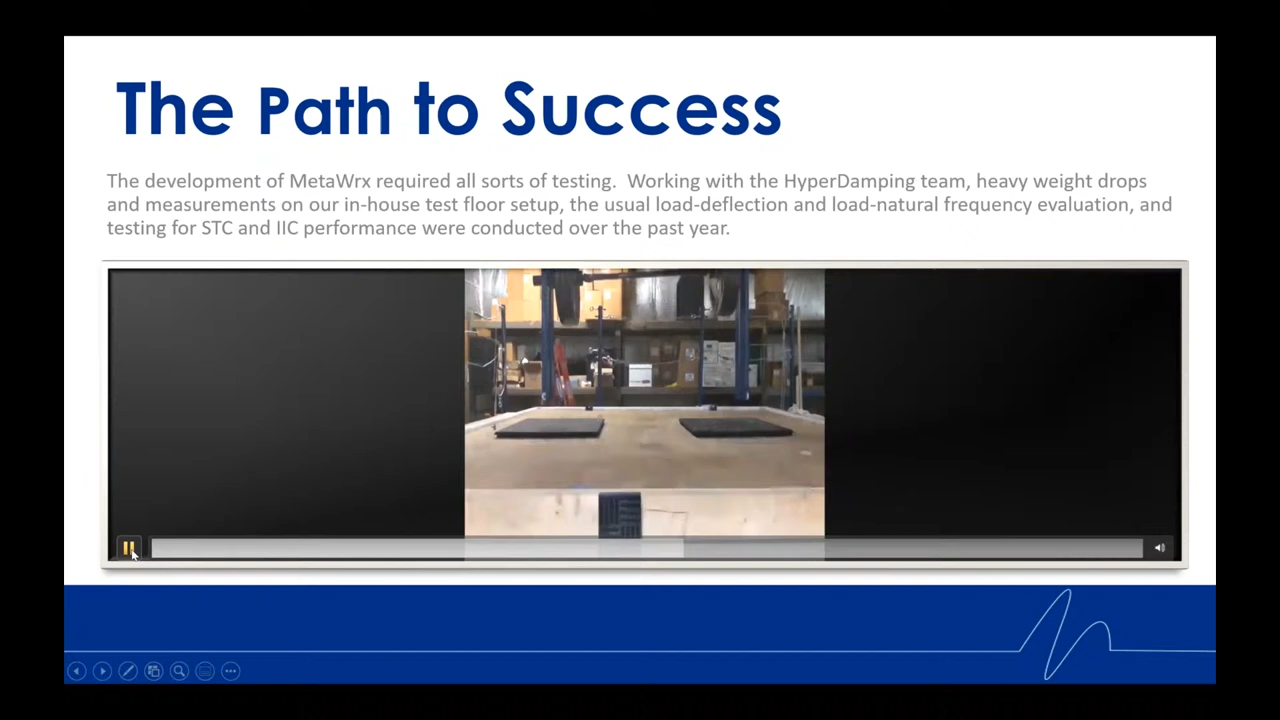 The Path to Success
The development of MetaWrx required all sorts of testing.  Working with the HyperDamping team, heavy weight drops
and measurements on our in-house test floor setup, the usual load-deflection and load-natural frequency evaluation, and
testing for STC and IIC performance were conducted over the past year.